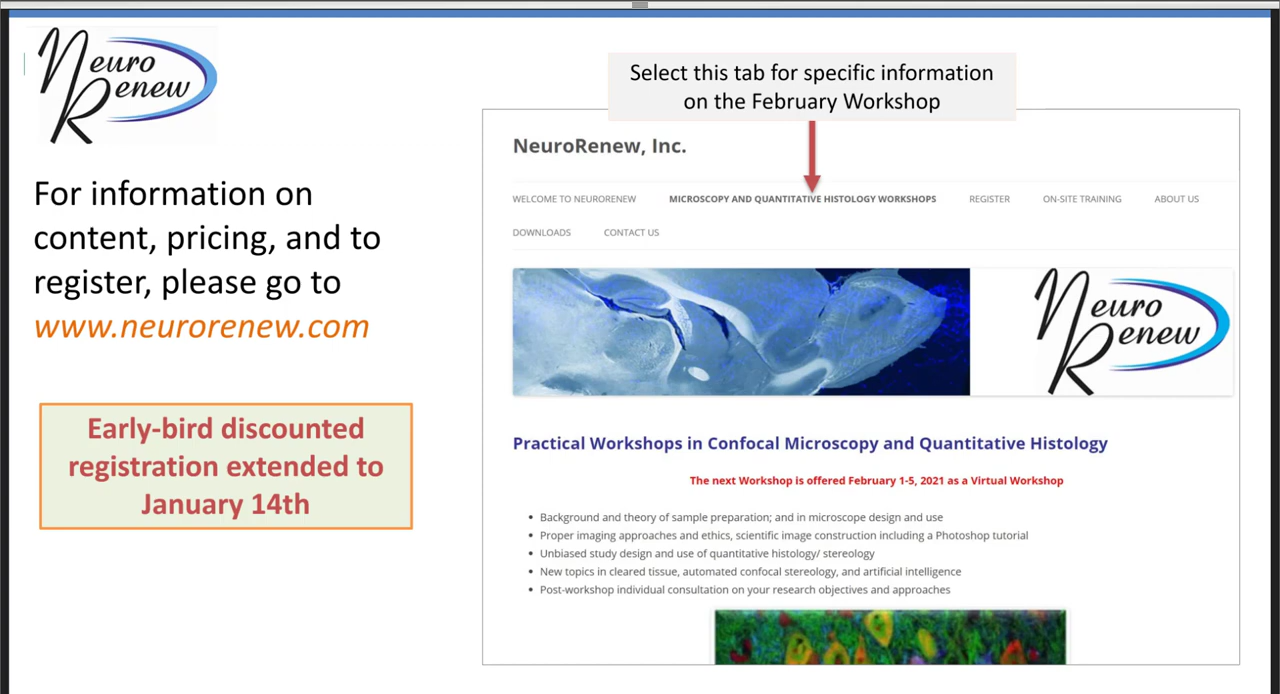 Neuro
Renew
For information on
content, pricing, and to
register, please go to
www.neurorenew.com
Early-bird discounted
registration extended to
January 14th
Select this tab for specific information
on the February Workshop
NeuroRenew, Inc.
WELCOME TO NEURORENEW MICROSCOPY AND QUANTITATIVE HISTOLOGY WORKSHOPS REGISTER ON-SITE TRAINING ABOUT US
DOWNLOADS CONTACT US
Neuro
Renew
Practical Workshops in Confocal Microscopy and Quantitative Histology
The next Workshop is offered February 1-5, 2021 as a Virtual Workshop
• Background and theory of sample preparation; and in microscope design and use
• Proper imaging approaches and ethics, scientific image construction including a Photoshop tutorial
• Unbiased study design and use of quantitative histology/ stereology
• New topics in cleared tissue, automated confocal stereology, and artificial intelligence
• Post-workshop individual consultation on your research objectives and approaches